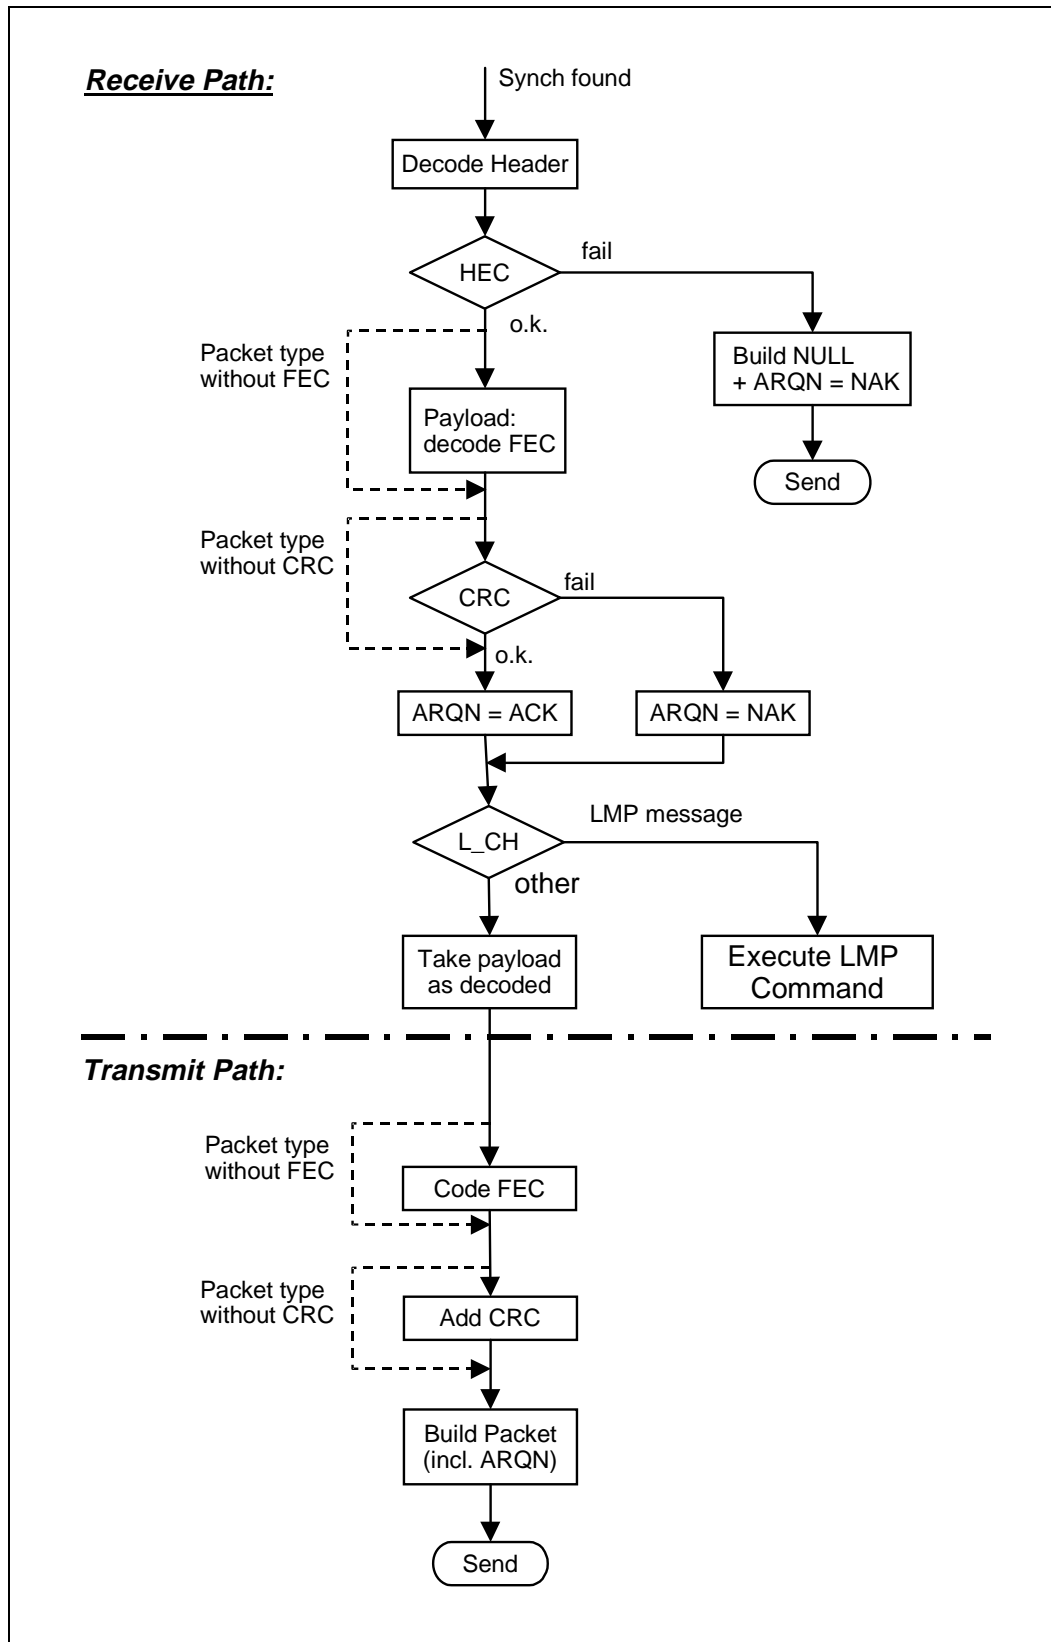 Receive Path:
Synch found
Decode Header
HEC
fail
o.k.
Packet type
without FEC
Build NULL
+ ARQN = NAK
Payload:
decode FEC
Send
Packet type
without CRC
CRC
fail
o.k.
ARQN = ACK
ARQN = NAK
LMP message
L_CH
other
Take payload
as decoded
Execute LMP
Command
Transmit Path:
Packet type
without FEC
Code FEC
Packet type
without CRC
Add CRC
Build Packet
(incl. ARQN)
Send